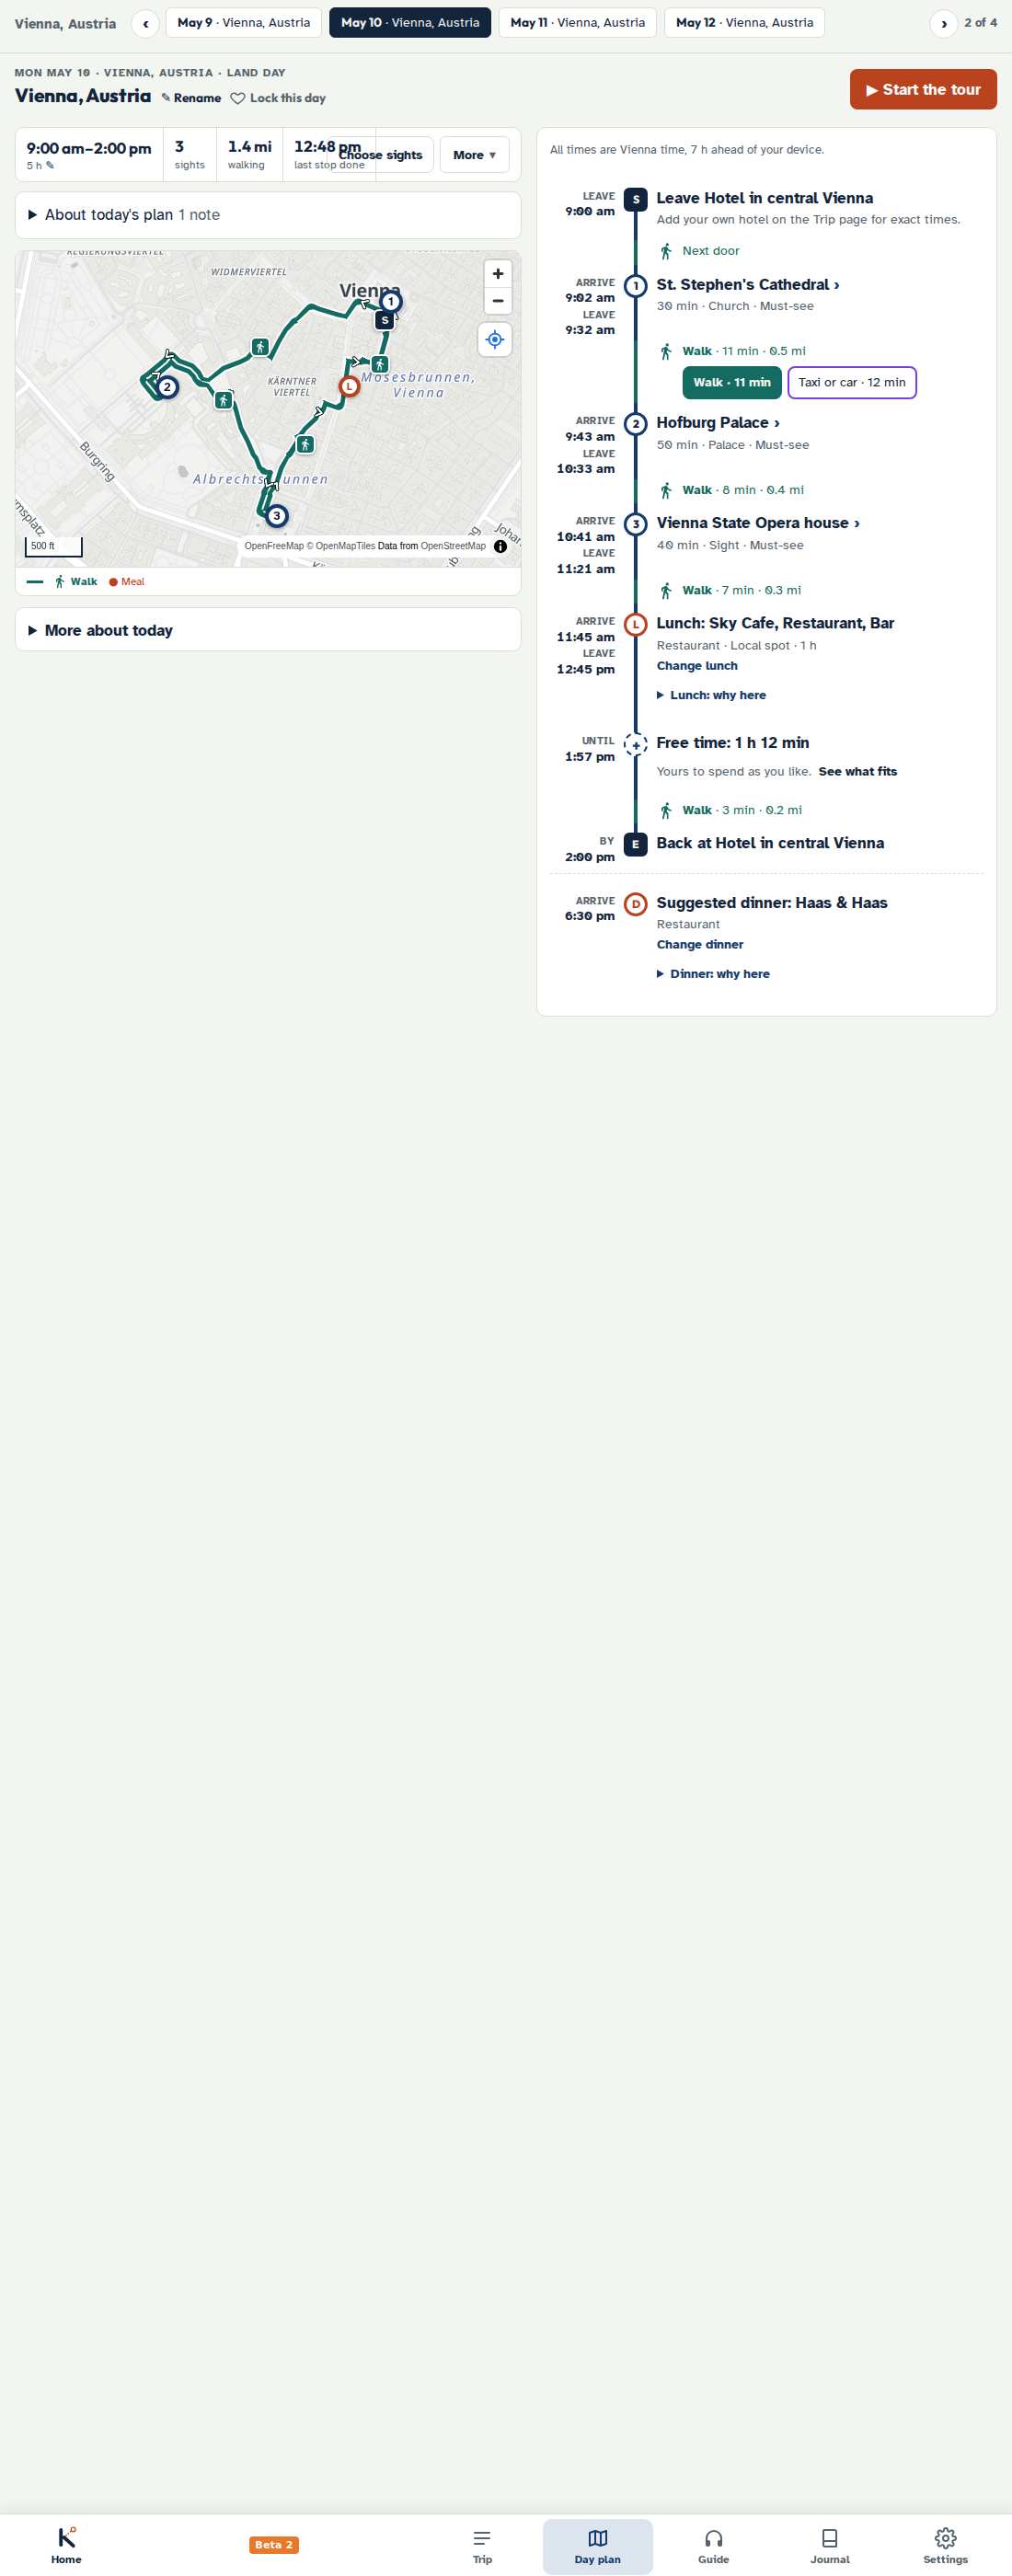 Vienna, Austria
‹
May 9 · Vienna, Austria
May 10 · Vienna, Austria
May 11 · Vienna, Austria
May 12 · Vienna, Austria
›
2 of 4
MON MAY 10 · VIENNA, AUSTRIA · LAND DAY
Vienna, Austria ✎ Rename Lock this day
▶ Start the tour
9:00 am–2:00 pm
5 h ✎
3
sights
1.4 mi
walking
12:48 pm
last stop done
Choose sights
More ▼
▶ About today's plan 1 note
REGIERUNGSVIERTEL
WIDMERVIERTEL
Vienna
1
S
+
−
2
KÄRNTNER
VIERTEL
L
Mosesbrunnen,
Vienna
Burgring
3
500 ft
OpenFreeMap © OpenMapTiles Data from OpenStreetMap
Walk
Meal
▶ More about today
All times are Vienna time, 7 h ahead of your device.
LEAVE
9:00 am
S
Leave Hotel in central Vienna
Add your own hotel on the Trip page for exact times.
Next door
ARRIVE
9:02 am
LEAVE
9:32 am
1
St. Stephen's Cathedral ›
30 min · Church · Must-see
Walk · 11 min · 0.5 mi
Walk · 11 min
Taxi or car · 12 min
ARRIVE
9:43 am
LEAVE
10:33 am
2
Hofburg Palace ›
50 min · Palace · Must-see
Walk · 8 min · 0.4 mi
ARRIVE
10:41 am
LEAVE
11:21 am
3
Vienna State Opera house ›
40 min · Sight · Must-see
Walk · 7 min · 0.3 mi
ARRIVE
11:45 am
LEAVE
12:45 pm
L
Lunch: Sky Cafe, Restaurant, Bar
Restaurant · Local spot · 1 h
Change lunch
▶ Lunch: why here
UNTIL
1:57 pm
+
Free time: 1 h 12 min
Yours to spend as you like. See what fits
Walk · 3 min · 0.2 mi
BY
2:00 pm
E
Back at Hotel in central Vienna
ARRIVE
6:30 pm
D
Suggested dinner: Haas & Haas
Restaurant
Change dinner
▶ Dinner: why here
Home
Beta 2
Trip
Day plan
Guide
Journal
Settings